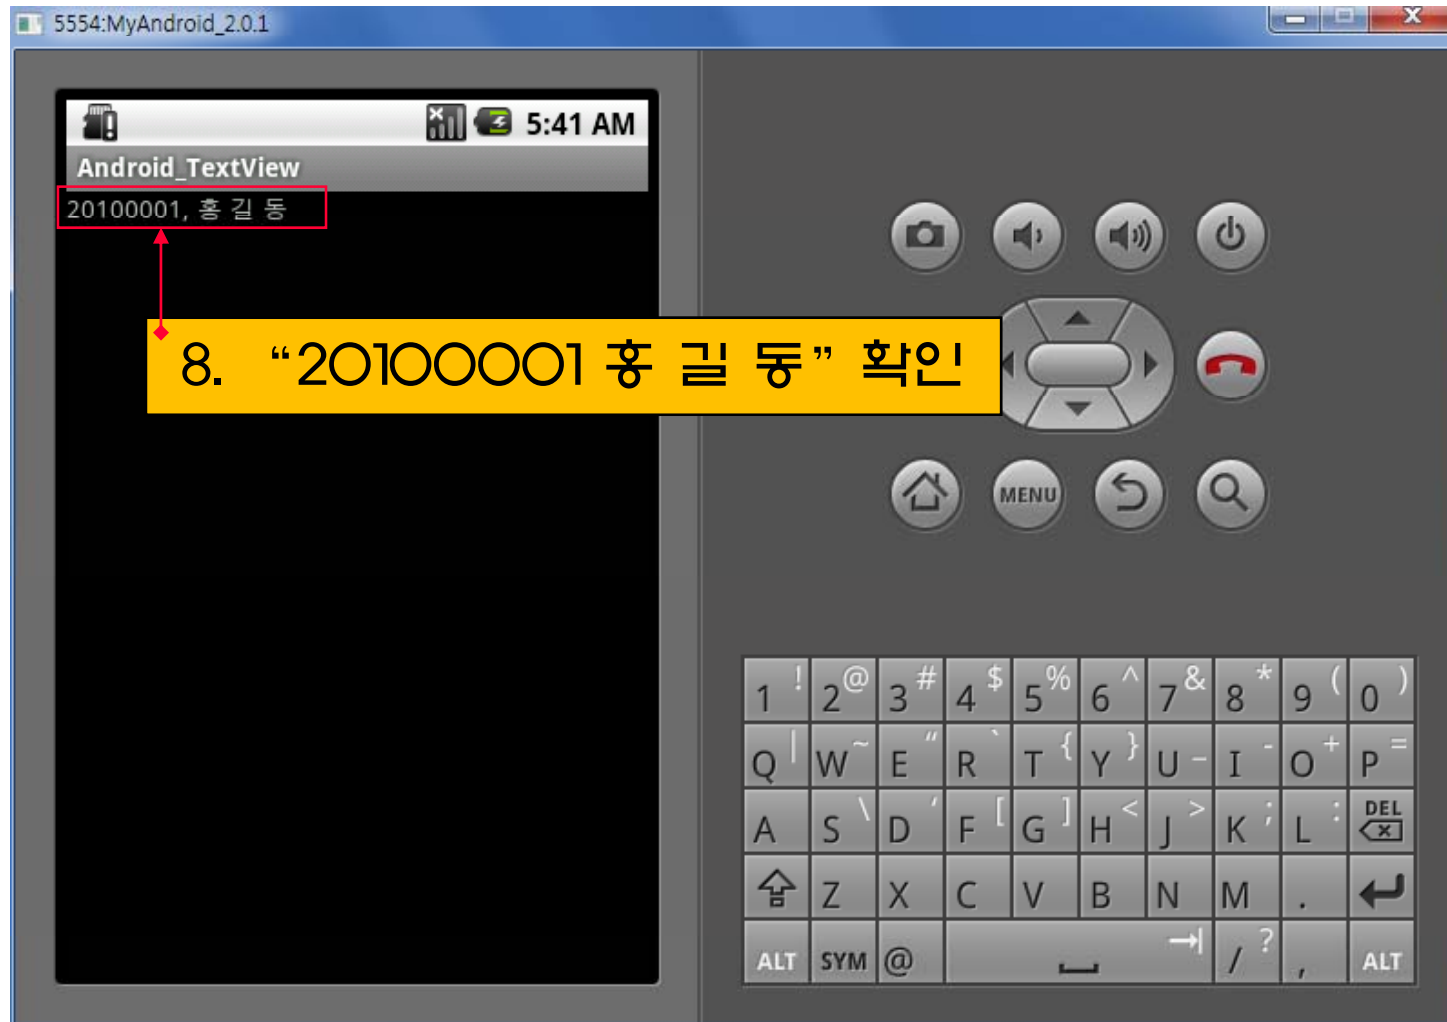 5554:MyAndroid_2.0.1
5:41 AM
Android_TextView
20100001, 홍 길 동
8. “20100001 홍 길 동” 확인
MENU
1 ! 2 @ 3 # 4 $ 5 % 6 ^ 7 & 8 * 9 ( 0 )
Q | W ~ E " R ` T { Y } U _ I - O + P =
A S \ D ' F [ G ] H < J > K ; L : DEL
Z X C V B N M .
ALT SYM @ / ? , ALT